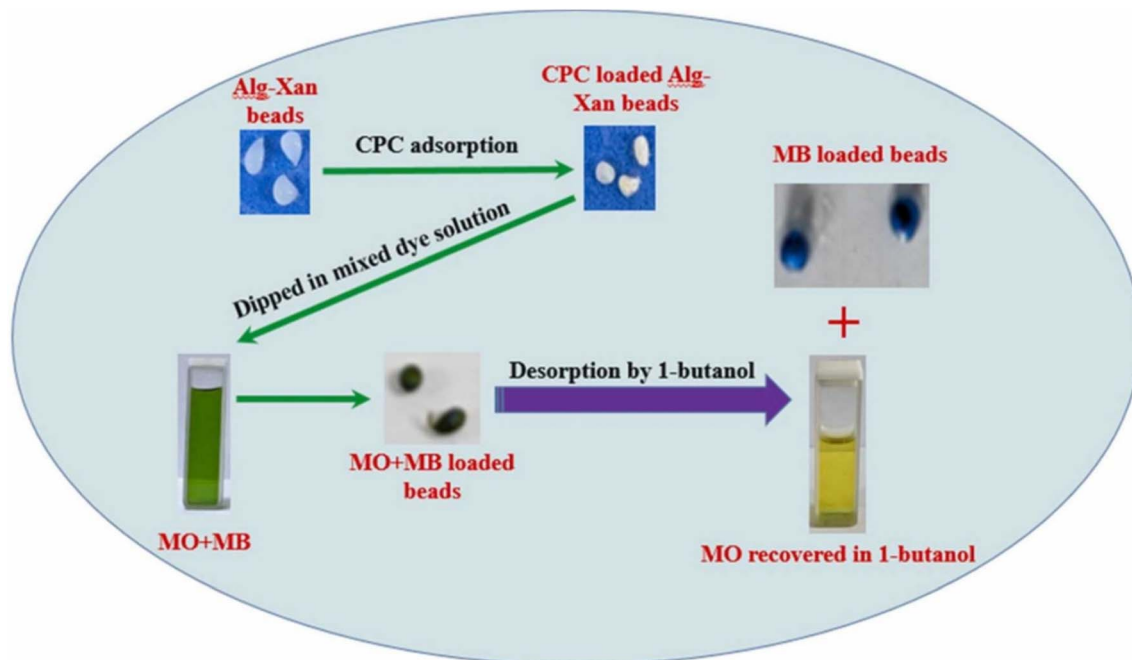 Alg-Xan
beads
CPC adsorption
CPC loaded Alg-
Xan beads
MB loaded beads
Dipped in mixed dye solution
+
MO+MB
MO+MB loaded
beads
Desorption by 1-butanol
MO recovered in 1-butanol